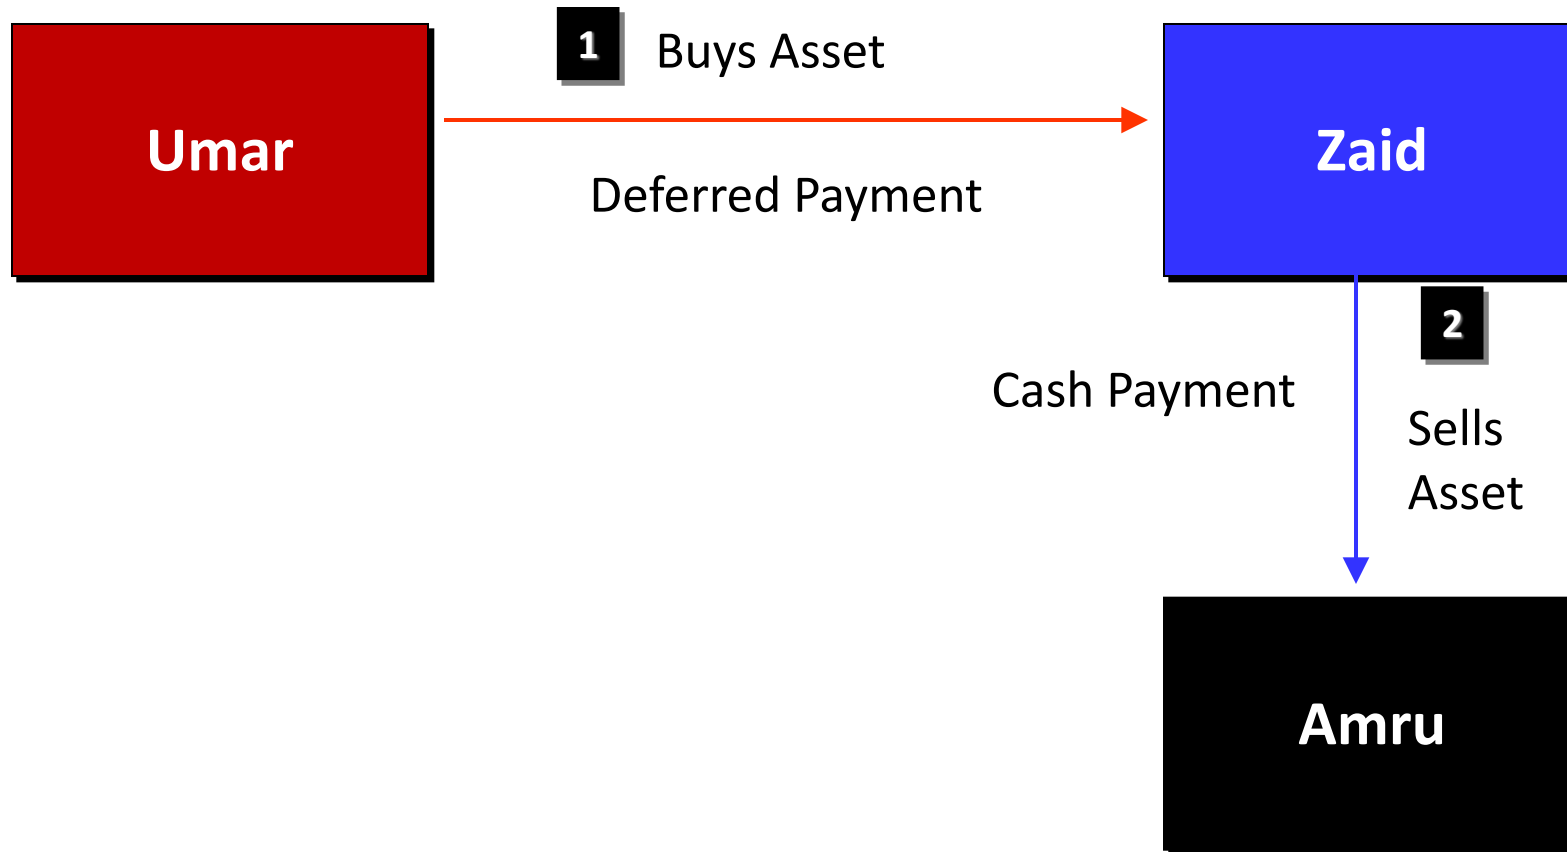 1
Buys Asset
Umar
Zaid
Deferred Payment
2
Cash Payment
Sells
Asset
Amru